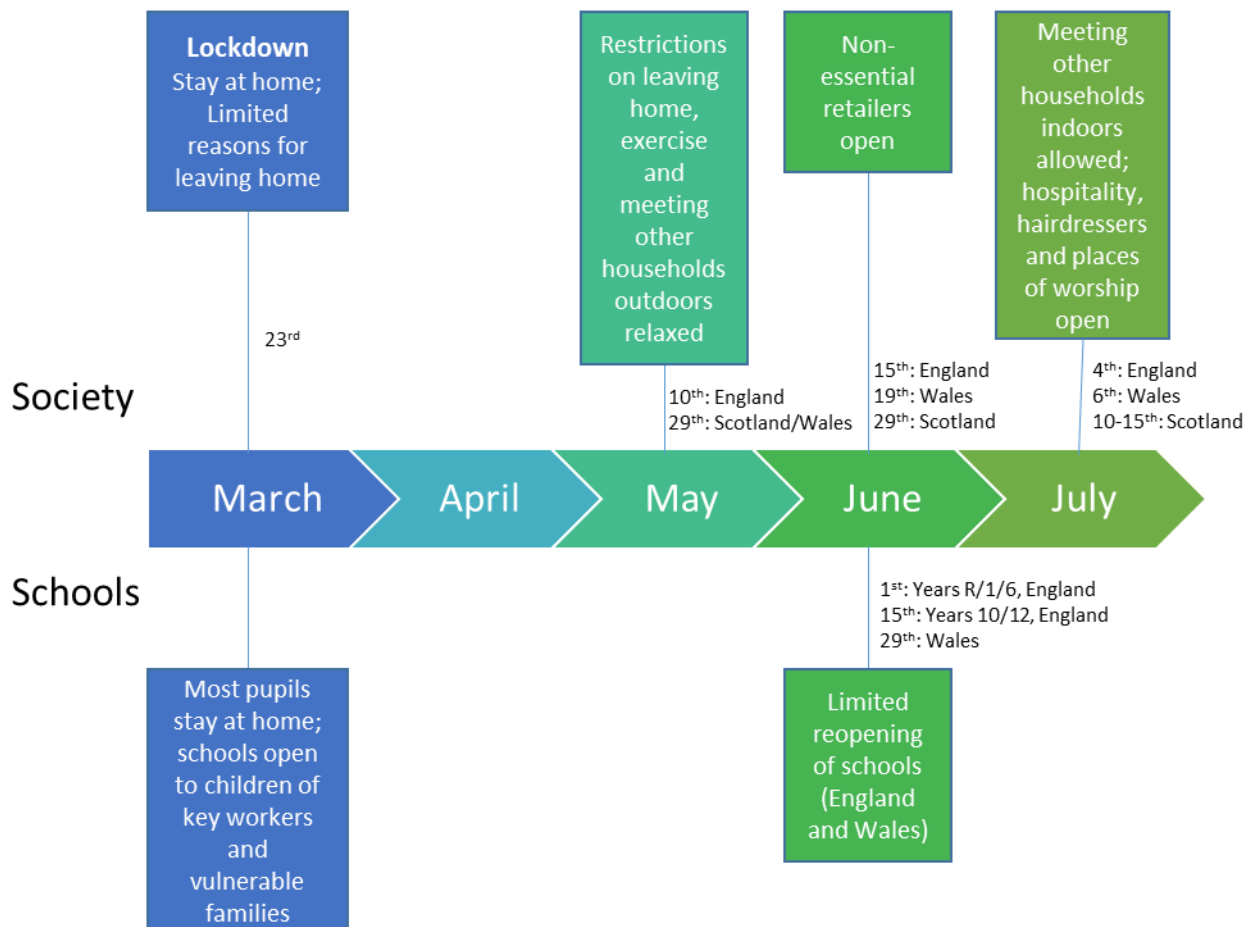 Lockdown
Stay at home;
Limited
reasons for
leaving home
Restrictions
on leaving
home,
exercise
and
meeting
other
households
outdoors
relaxed
Non-
essential
retailers
open
Meeting
other
households
indoors
allowed;
hospitality,
hairdressers
and places
of worship
open
23rd
10th: England
29th: Scotland/Wales
15th: England
19th: Wales
29th: Scotland
4th: England
6th: Wales
10-15th: Scotland
Society
March
April
May
June
July
Schools
1st: Years R/1/6, England
15th: Years 10/12, England
29th: Wales
Most pupils
stay at home;
schools open
to children of
key workers
and
vulnerable
families
Limited
reopening
of schools
(England
and Wales)